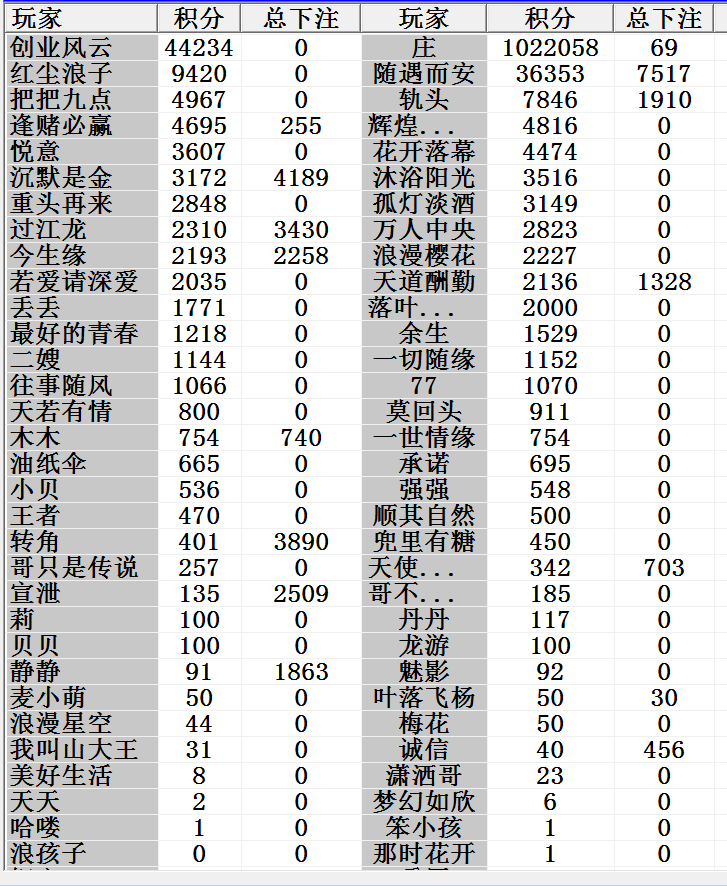 玩家 积分 总下注 玩家 积分 总下注
创业风云 44234 0 庄 1022058 69
红尘浪子 9420 0 随遇而安 36353 7517
把把九点 4967 0 轨头 7846 1910
逢赌必赢 4695 255 辉煌... 4816 0
悦意 3607 0 花开落幕 4474 0
沉默是金 3172 4189 沐浴阳光 3516 0
重头再来 2848 0 孤灯淡酒 3149 0
过江龙 2310 3430 万人中央 2823 0
今生缘 2193 2258 浪漫樱花 2227 0
若爱请深爱 2035 0 天道酬勤 2136 1328
丢丢 1771 0 落叶... 2000 0
最好的青春 1218 0 余生 1529 0
二嫂 1144 0 一切随缘 1152 0
往事随风 1066 0 77 1070 0
天若有情 800 0 莫回头 911 0
木木 754 740 一世情缘 754 0
油纸伞 665 0 承诺 695 0
小贝 536 0 强强 548 0
王者 470 0 顺其自然 500 0
转角 401 3890 兜里有糖 450 0
哥只是传说 257 0 天使... 342 703
宣泄 135 2509 哥不... 185 0
莉 100 0 丹丹 117 0
贝贝 100 0 龙游 100 0
静静 91 1863 魅影 92 0
麦小萌 50 0 叶落飞杨 50 30
浪漫星空 44 0 梅花 50 0
我叫山大王 31 0 诚信 40 456
美好生活 8 0 潇洒哥 23 0
天天 2 0 梦幻如欣 6 0
哈喽 1 0 笨小孩 1 0
浪孩子 0 0 那时花开 1 0